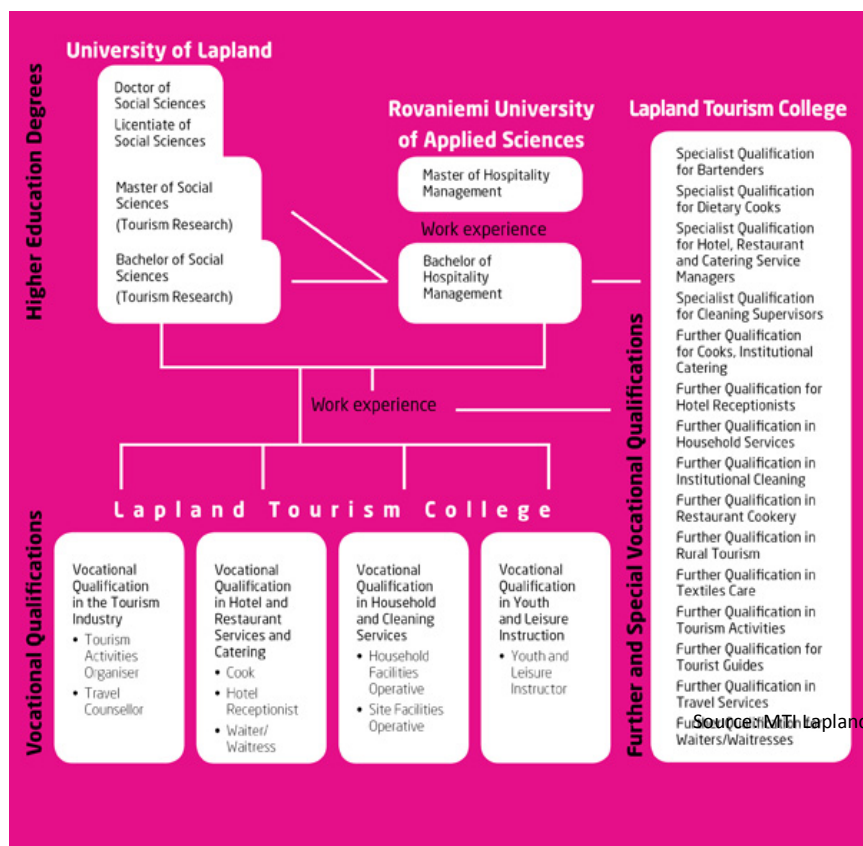 Higher Education Degrees
University of Lapland
Doctor of
Social Sciences
Licentiate of
Social Sciences
Master of Social
Sciences
(Tourism Research)
Bachelor of Social
Sciences
(Tourism Research)
Rovaniemi University
of Applied Sciences
Master of Hospitality
Management
Work experience
Bachelor of
Hospitality
Management
Work experience
Vocational Qualifications
Lapland Tourism College
Vocational
Qualification
in the Tourism
Industry
• Tourism
Activities
Organiser
• Travel
Counsellor
Vocational
Qualification
in Hotel and
Restaurant
Services and
Catering
• Cook
• Hotel
Receptionist
• Waiter/
Waitress
Vocational
Qualification
in Household
and Cleaning
Services
• Household
Facilities
Operative
• Site Facilities
Operative
Vocational
Qualification
in Youth
and Leisure
Instruction
• Youth and
Leisure
Instructor
Further and Special Vocational Qualifications
Lapland Tourism College
Specialist Qualification
for Bartenders
Specialist Qualification
for Dietary Cooks
Specialist Qualification
for Hotel, Restaurant
and Catering Service
Managers
Specialist Qualification
for Cleaning Supervisors
Further Qualification
for Cooks, Institutional
Catering
Further Qualification for
Hotel Receptionists
Further Qualification in
Household Services
Further Qualification in
Institutional Cleaning
Further Qualification in
Restaurant Cookery
Further Qualification in
Rural Tourism
Further Qualification in
Textiles Care
Further Qualification in
Tourism Activities
Further Qualification for
Tourist Guides
Further Qualification in
Travel Services
Further Qualification for
Waiters/Waitresses
Source: MTI Lapland